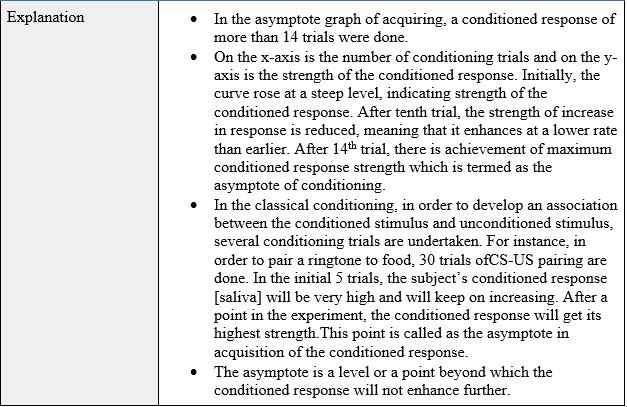 Explanation
• In the asymptote graph of acquiring, a conditioned response of
more than 14 trials were done.
• On the x-axis is the number of conditioning trials and on the y-
axis is the strength of the conditioned response. Initially, the
curve rose at a steep level, indicating strength of the
conditioned response. After tenth trial, the strength of increase
in response is reduced, meaning that it enhances at a lower rate
than earlier. After 14th trial, there is achievement of maximum
conditioned response strength which is termed as the
asymptote of conditioning.
• In the classical conditioning, in order to develop an association
between the conditioned stimulus and unconditioned stimulus,
several conditioning trials are undertaken. For instance, in
order to pair a ringtone to food, 30 trials ofCS-US pairing are
done. In the initial 5 trials, the subject's conditioned response
[saliva] will be very high and will keep on increasing. After a
point in the experiment, the conditioned response will get its
highest strength.This point is called as the asymptote in
acquisition of the conditioned response.
• The asymptote is a level or a point beyond which the
conditioned response will not enhance further.